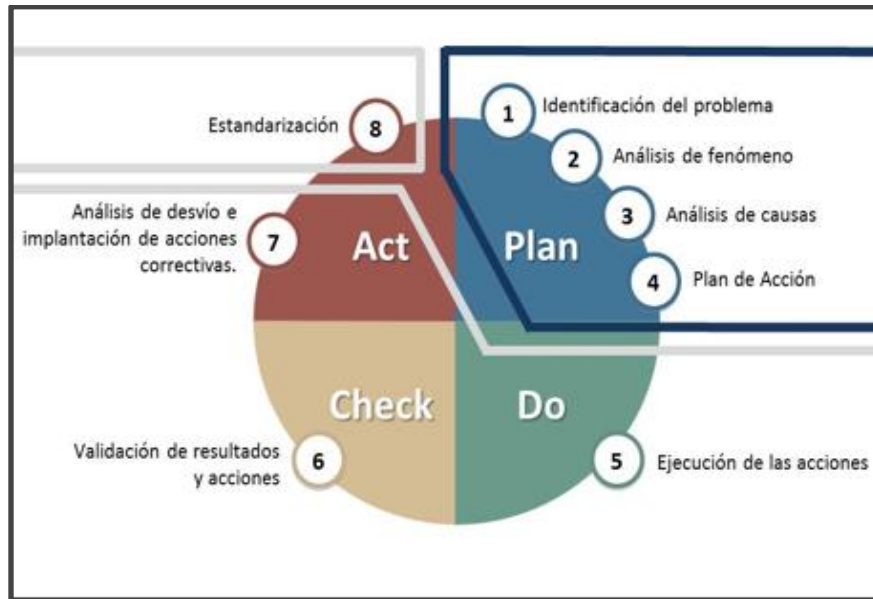 1 Identificación del problema
2 Análisis de fenómeno
3 Análisis de causas
4 Plan de Acción
Plan
Do
5 Ejecución de las acciones
Check
Validación de resultados
y acciones
6
Act
Análisis de desvío e
implantación de acciones
correctivas.
7
Estandarización 8